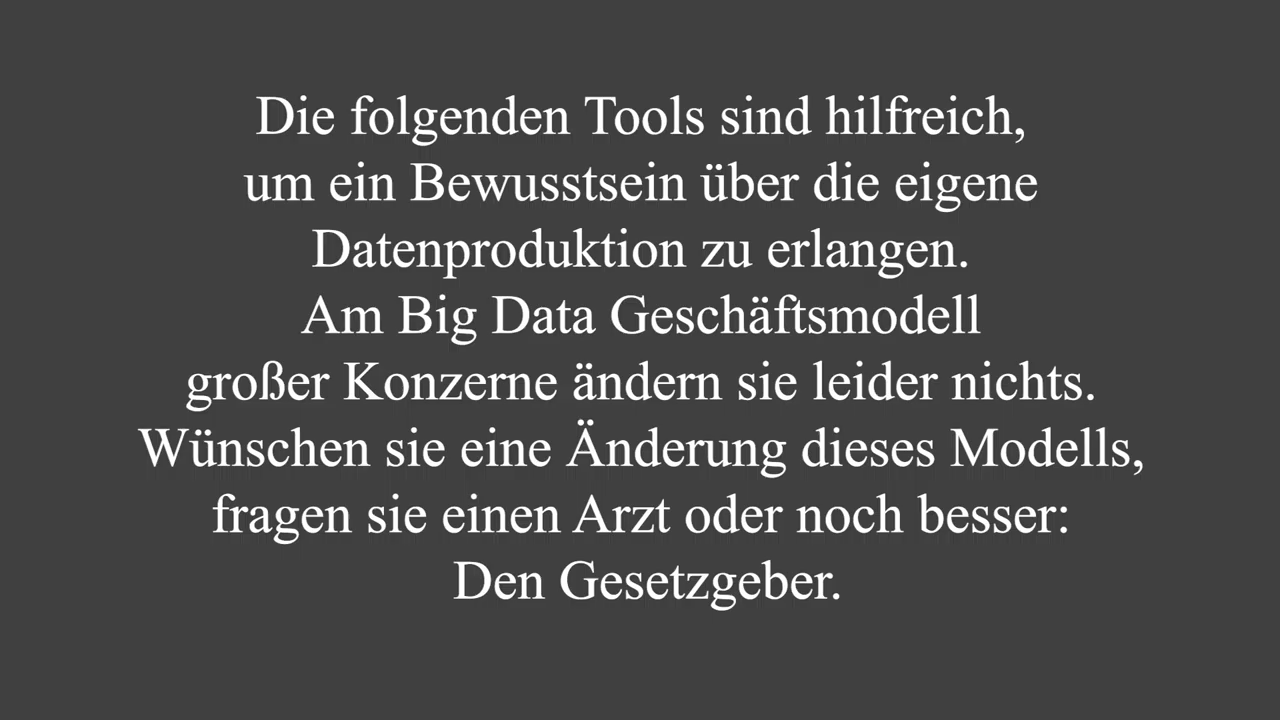 Die folgenden Tools sind hilfreich,
um ein Bewusstsein über die eigene
Datenproduktion zu erlangen.
Am Big Data Geschäftsmodell
großer Konzerne ändern sie leider nichts.
Wünschen sie eine Änderung dieses Modells,
fragen sie einen Arzt oder noch besser:
Den Gesetzgeber.